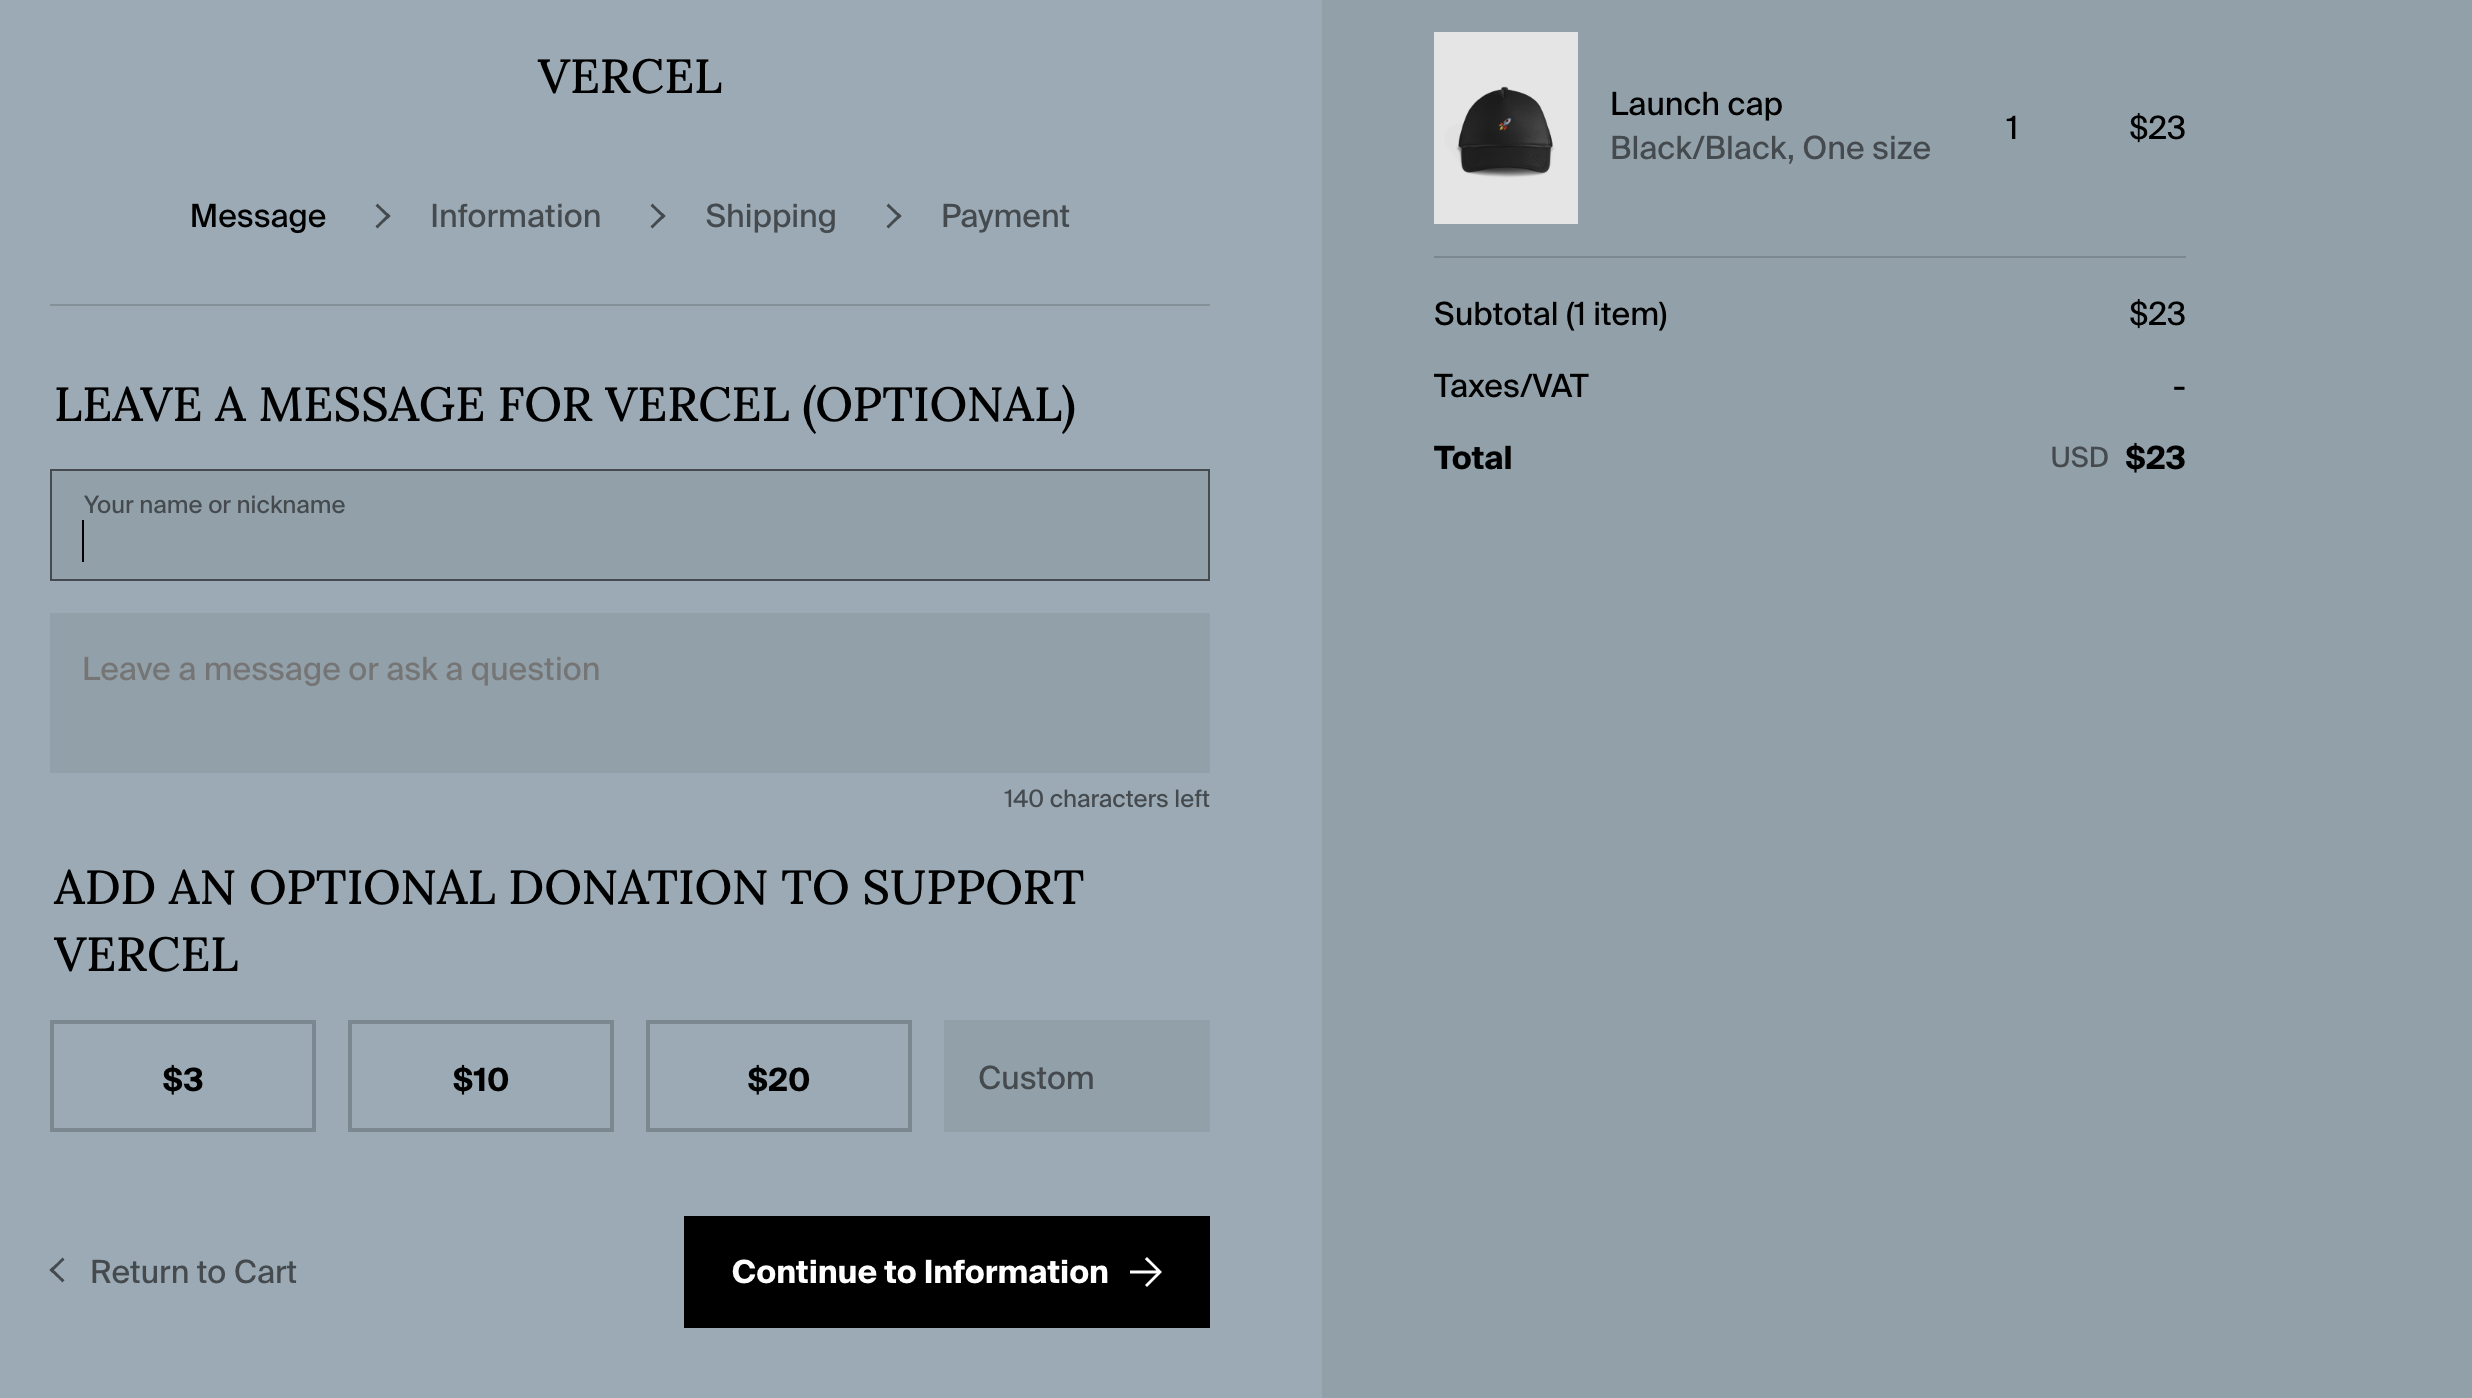 VERCEL
Message > Information > Shipping > Payment
LEAVE A MESSAGE FOR VERCEL (OPTIONAL)
Your name or nickname
Leave a message or ask a question
140 characters left
ADD AN OPTIONAL DONATION TO SUPPORT
VERCEL
$3 $10 $20 Custom
Return to Cart
Continue to Information →
Launch cap
Black/Black, One size
1 $23
Subtotal (1 item) $23
Taxes/VAT -
Total USD $23